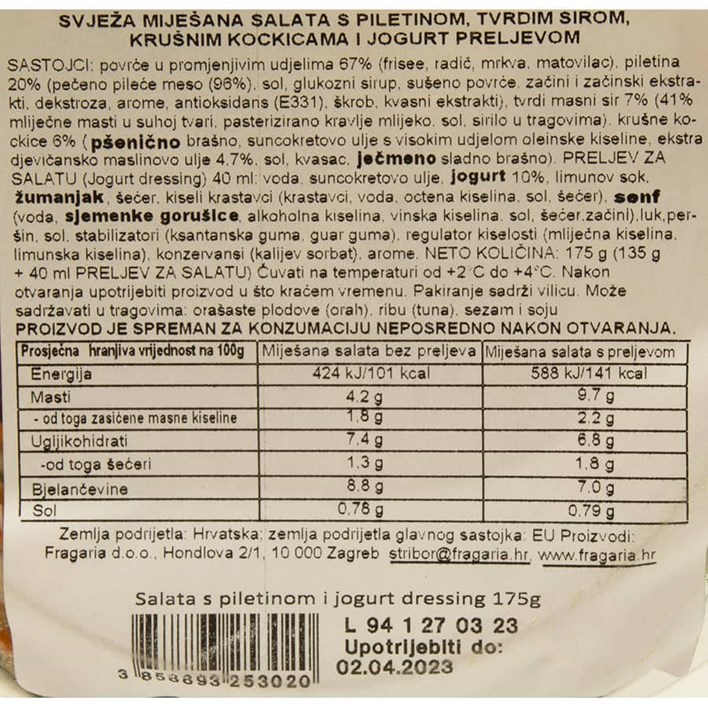 SVJEŽA MIJEŠANA SALATA S PILETINOM, TVRDIM SIROM,
KRUŠNIM KOCKICAMA I JOGURT PRELJEVOM
SASTOJCI: povrće u promjenjivim udjelima 67% (frisee, radić, mrkva, matovilac), piletina
20% (pečeno pileće meso (96%), sol, glukozni sirup, sušeno povrće, začini i začinski ekstra-
kti, dekstroza, arome, antioksidans (E331), škrob, kvasni ekstrakti), tvrdi masni sir 7% (41%
mliječne masti u suhoj tvari, pasterizirano kravlje mlijeko, sol, sirilo u tragovima), krušne ko-
ckice 6% (pšenično brašno, suncokretovo ulje s visokim udjelom oleinske kiseline, ekstra
djevičansko maslinovo ulje 4,7%, sol, kvasac, ječmeno sladno brašno). PRELJEV ZA
SALATU (Jogurt dressing) 40 ml: voda, suncokretovo ulje, jogurt 10%, limunov sok,
žumanjak, šećer, kiseli krastavci (krastavci, voda, octena kiselina, sol, šećer), senf
(voda, sjemenke gorušice, alkoholna kiselina, vinska kiselina, sol, šećer,začini),luk,per-
šin, sol, stabilizatori (ksantanska guma, guar guma), regulator kiselosti (mliječna kiselina,
limunska kiselina), konzervansi (kalijev sorbat), arome. NETO KOLIČINA: 175 g (135 g
+ 40 ml PRELJEV ZA SALATU) Čuvati na temperaturi od +2°C do +4°C. Nakon
otvaranja upotrijebiti proizvod u što kraćem vremenu. Pakiranje sadrži vilicu. Može
sadržavati u tragovima: orašaste plodove (orah), ribu (tuna), sezam i soju
PROIZVOD JE SPREMAN ZA KONZUMACIJU NEPOSREDNO NAKON OTVARANJA.
Prosječna hranjiva vrijednost na 100g Miješana salata bez preljeva Miješana salata s preljevom
Energija 424 kJ/101 kcal 588 kJ/141 kcal
Masti 4,2 g 9,7 g
- od toga zasićene masne kiseline 1,8 g 2,2 g
Ugljikohidrati 7,4 g 6,8 g
-od toga šećeri 1,3 g 1,8 g
Bjelančevine 8,8 g 7,0 g
Sol 0,78 g 0,79 g
Zemlja podrijetla: Hrvatska; zemlja podrijetla glavnog sastojka: EU Proizvodi:
Fragaria d.o.o., Hondlova 2/1, 10 000 Zagreb stribor@fragaria.hr, www.fragaria.hr
Salata s piletinom i jogurt dressing 175g
L 94 1 27 03 23
Upotrijebiti do:
02.04.2023
3 858893 253020